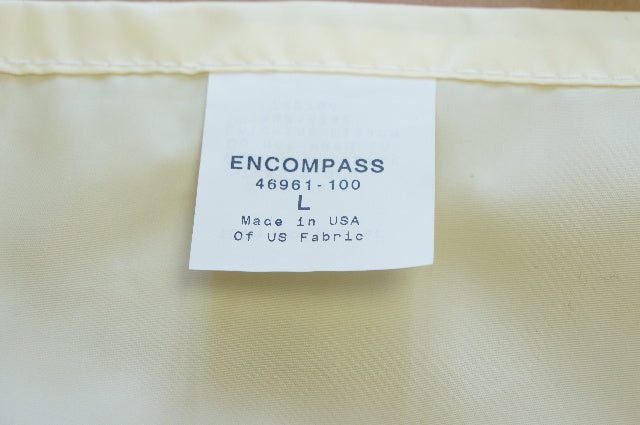 ENCOMPASS
46961-100
L
Made in USA
Of US Fabric